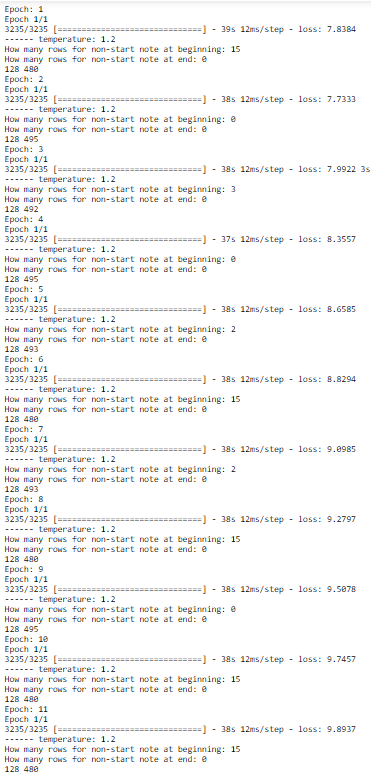 Epoch: 1
Epoch 1/1
3235/3235 [==============================] - 39s 12ms/step - loss: 7.8384
------ temperature: 1.2
How many rows for non-start note at beginning: 15
How many rows for non-start note at end: 0
128 480
Epoch: 2
Epoch 1/1
3235/3235 [==============================] - 38s 12ms/step - loss: 7.7333
------ temperature: 1.2
How many rows for non-start note at beginning: 0
How many rows for non-start note at end: 0
128 495
Epoch: 3
Epoch 1/1
3235/3235 [==============================] - 38s 12ms/step - loss: 7.9922 3s
------ temperature: 1.2
How many rows for non-start note at beginning: 3
How many rows for non-start note at end: 0
128 492
Epoch: 4
Epoch 1/1
3235/3235 [==============================] - 37s 12ms/step - loss: 8.3557
------ temperature: 1.2
How many rows for non-start note at beginning: 0
How many rows for non-start note at end: 0
128 495
Epoch: 5
Epoch 1/1
3235/3235 [==============================] - 38s 12ms/step - loss: 8.6585
------ temperature: 1.2
How many rows for non-start note at beginning: 2
How many rows for non-start note at end: 0
128 493
Epoch: 6
Epoch 1/1
3235/3235 [==============================] - 38s 12ms/step - loss: 8.8294
------ temperature: 1.2
How many rows for non-start note at beginning: 15
How many rows for non-start note at end: 0
128 480
Epoch: 7
Epoch 1/1
3235/3235 [==============================] - 38s 12ms/step - loss: 9.0985
------ temperature: 1.2
How many rows for non-start note at beginning: 2
How many rows for non-start note at end: 0
128 493
Epoch: 8
Epoch 1/1
3235/3235 [==============================] - 38s 12ms/step - loss: 9.2797
------ temperature: 1.2
How many rows for non-start note at beginning: 15
How many rows for non-start note at end: 0
128 480
Epoch: 9
Epoch 1/1
3235/3235 [==============================] - 38s 12ms/step - loss: 9.5078
------ temperature: 1.2
How many rows for non-start note at beginning: 0
How many rows for non-start note at end: 0
128 495
Epoch: 10
Epoch 1/1
3235/3235 [==============================] - 38s 12ms/step - loss: 9.7457
------ temperature: 1.2
How many rows for non-start note at beginning: 15
How many rows for non-start note at end: 0
128 480
Epoch: 11
Epoch 1/1
3235/3235 [==============================] - 38s 12ms/step - loss: 9.8937
------ temperature: 1.2
How many rows for non-start note at beginning: 15
How many rows for non-start note at end: 0
128 480